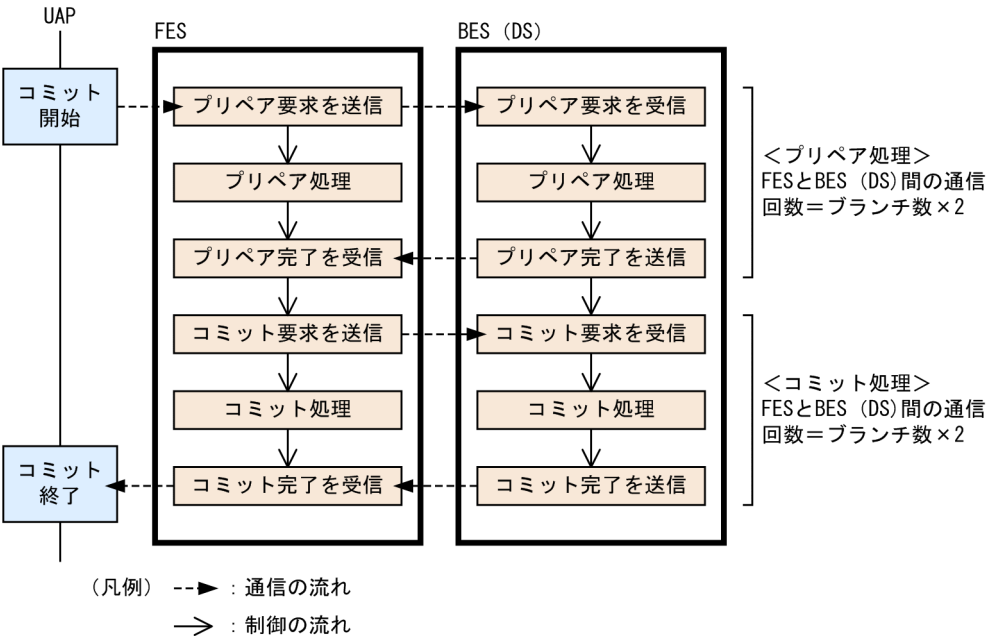 UAP
FES
BES (DS)
コミット
開始
プリペア要求を送信
プリペア要求を受信
プリペア処理
プリペア処理
プリペア完了を受信
プリペア完了を送信
＜プリペア処理＞
FESとBES (DS)間の通信
回数＝ブランチ数×2
コミット要求を送信
コミット要求を受信
コミット処理
コミット処理
コミット完了を受信
コミット完了を送信
＜コミット処理＞
FESとBES (DS)間の通信
回数＝ブランチ数×2
コミット
終了
(凡例)
：通信の流れ
：制御の流れ